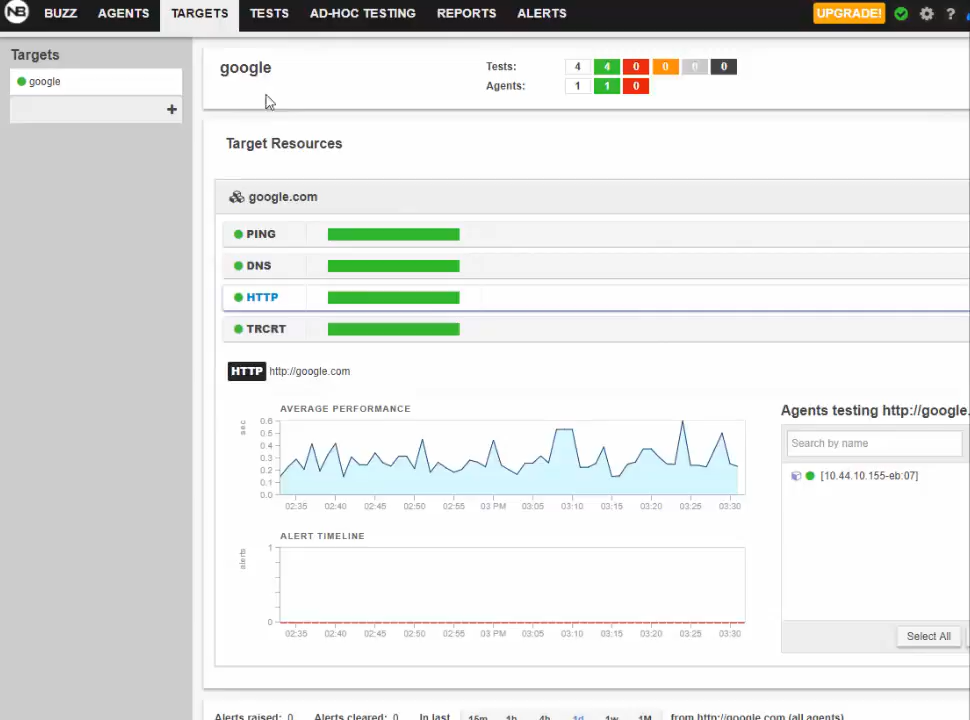 NB BUZZ AGENTS TARGETS TESTS AD-HOC TESTING REPORTS ALERTS UPGRADE! ?
Targets
google
+
google
Tests: 4 4 0 0 0 0
Agents: 1 1 0
Target Resources
google.com
PING
DNS
HTTP
TRCRT
HTTP http://google.com
AVERAGE PERFORMANCE
sec
0.6
0.5
0.4
0.3
0.2
0.1
0.0
02:35 02:40 02:45 02:50 02:55 03 PM 03:05 03:10 03:15 03:20 03:25 03:30
Agents testing http://google.
Search by name
[10.44.10.155-eb:07]
Select All
ALERT TIMELINE
alerts
1
0
02:35 02:40 02:45 02:50 02:55 03 PM 03:05 03:10 03:15 03:20 03:25 03:30
Alerts raised: 0 Alerts cleared: 0 In last 15m 1h 4h 1d 1w 1M from http://google.com (all agents)